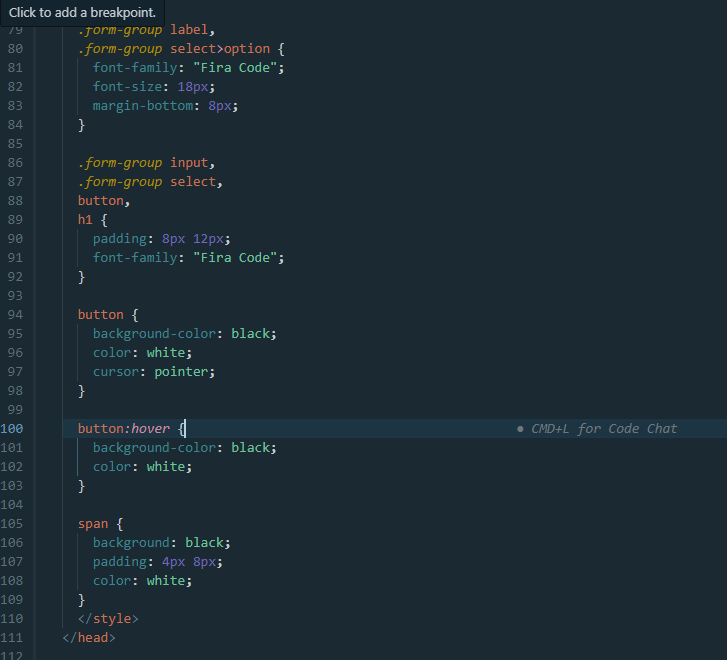 Click to add a breakpoint.
79 .form-group label,
80 .form-group select>option {
81 font-family: "Fira Code";
82 font-size: 18px;
83 margin-bottom: 8px;
84 }
85
86 .form-group input,
87 .form-group select,
88 button,
89 h1 {
90 padding: 8px 12px;
91 font-family: "Fira Code";
92 }
93
94 button {
95 background-color: black;
96 color: white;
97 cursor: pointer;
98 }
99
100 button:hover { ● CMD+L for Code Chat
101 background-color: black;
102 color: white;
103 }
104
105 span {
106 background: black;
107 padding: 4px 8px;
108 color: white;
109 }
110 </style>
111 </head>
112